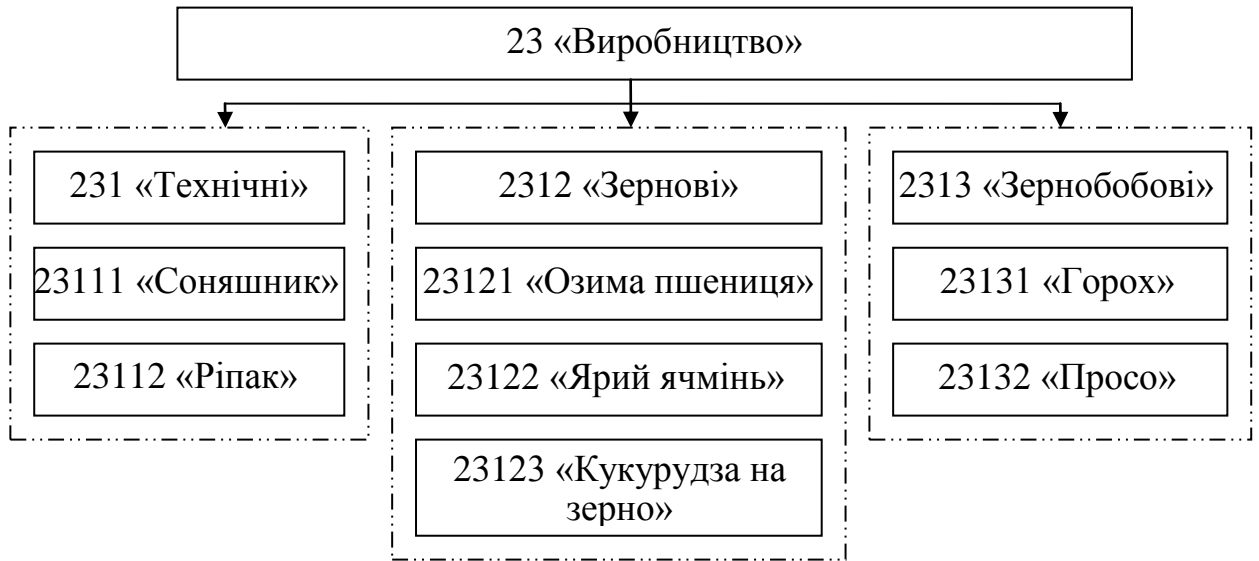 23 «Виробництво»
231 «Технічні»
23111 «Соняшник»
23112 «Ріпак»
2312 «Зернові»
23121 «Озима пшениця»
23122 «Ярий ячмінь»
23123 «Кукурудза на
зерно»
2313 «Зернобобові»
23131 «Горох»
23132 «Просо»